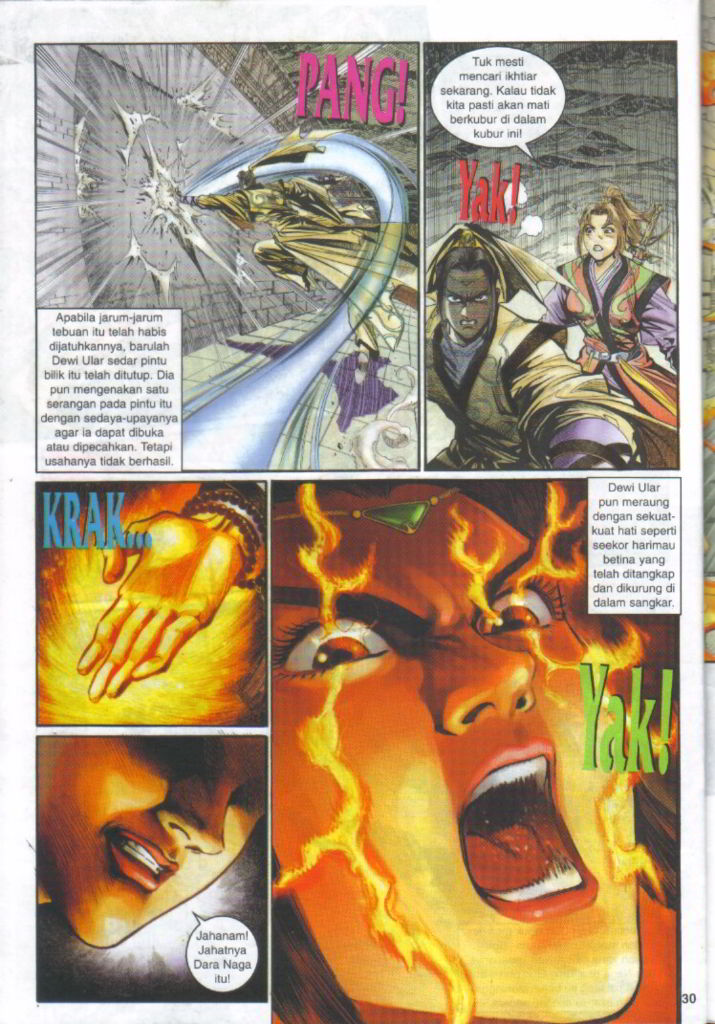 PANG!
Apabila jarum-jarum
tebuan itu telah habis
dijatuhkannya, barulah
Dewi Ular sedar pintu
bilik itu telah ditutup. Dia
pun mengenakan satu
serangan pada pintu itu
dengan sedaya-upayanya
agar ia dapat dibuka
atau dipecahkan. Tetapi
usahanya tidak berhasil.
Tuk mesti
mencari ikhtiar
sekarang. Kalau tidak
kita pasti akan mati
berkubur di dalam
kubur ini!
Yak!
KRAK...
Dewi Ular
pun meraung
dengan sekuat-
kuat hati seperti
seekor harimau
betina yang
telah ditangkap
dan dikurung di
dalam sangkar.
Yak!
Jahanam!
Jahatnya
Dara Naga
itu!
30